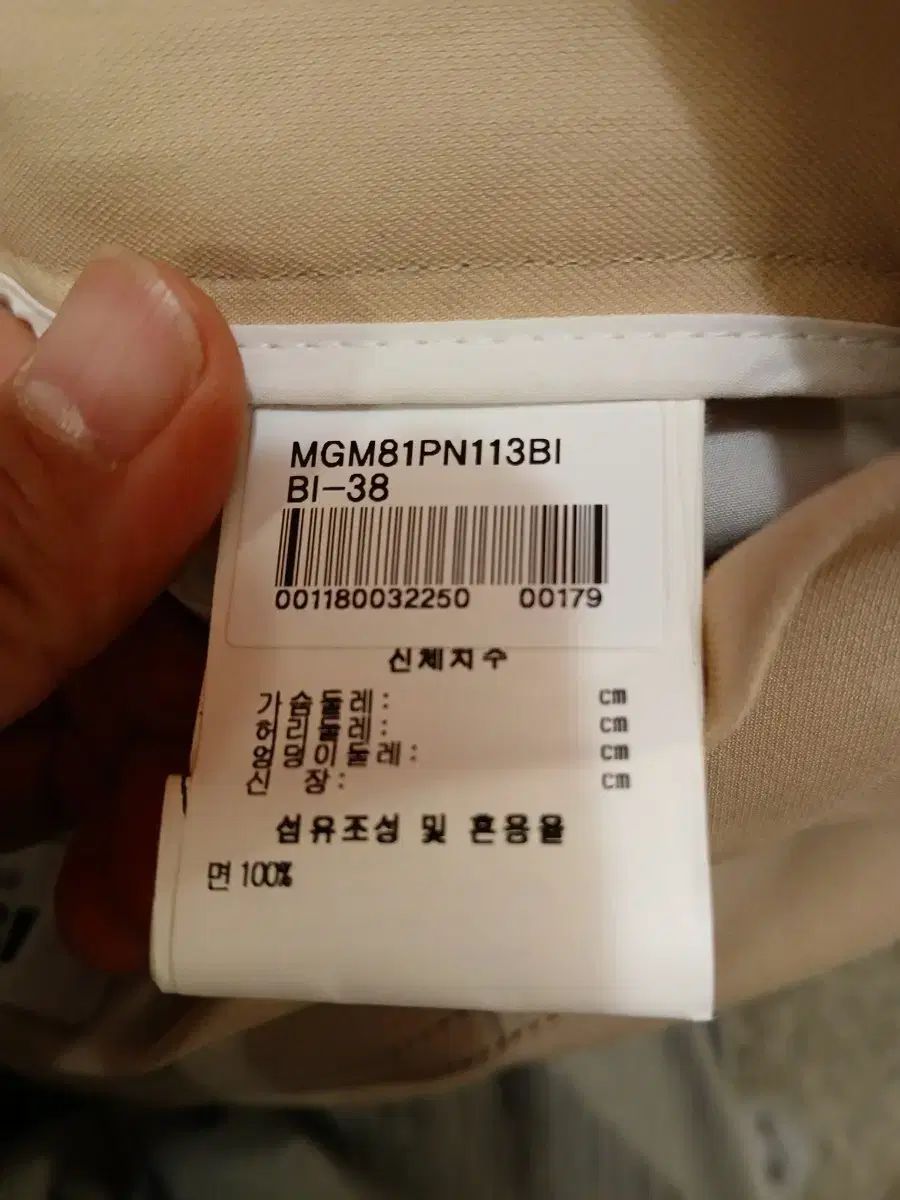 MGM81PN113BI
BI-38
001180032250 00179
신체치수
가슴둘레: cm
허리둘레: cm
엉덩이둘레: cm
신 장: cm
섬유조성 및 혼용율
면 100%